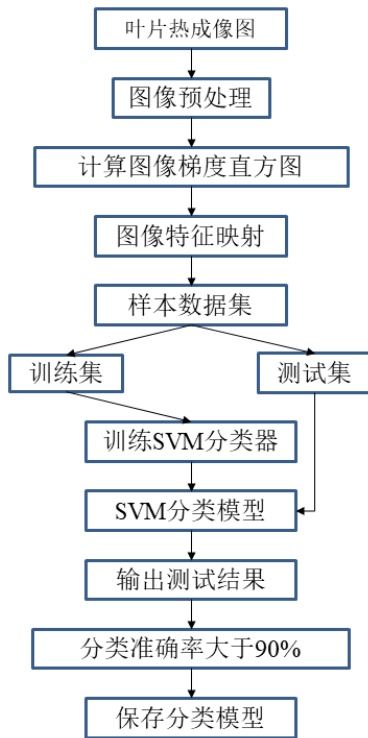 叶片热成像图
图像预处理
计算图像梯度直方图
图像特征映射
样本数据集
训练集
测试集
训练SVM分类器
SVM分类模型
输出测试结果
分类准确率大于90%
保存分类模型